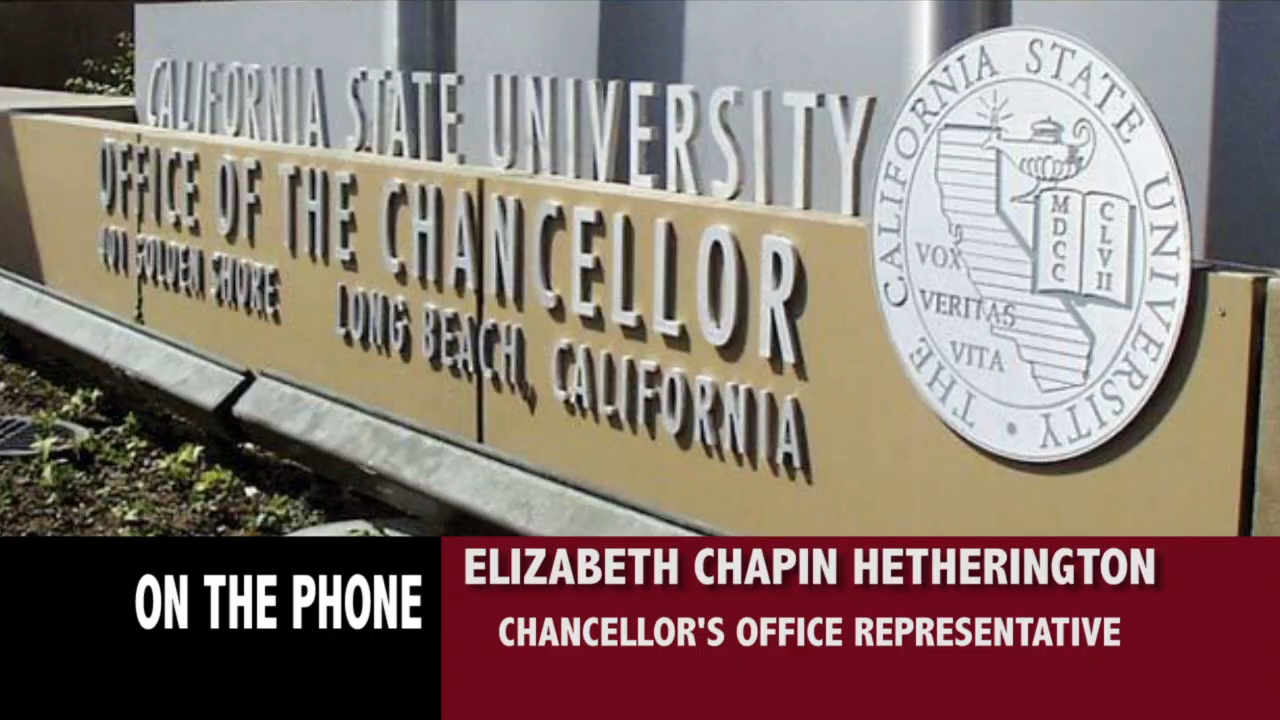 CALIFORNIA STATE UNIVERSITY
OFFICE OF THE CHANCELLOR
401 GOLDEN SHORE
LONG BEACH, CALIFORNIA
THE CALIFORNIA STATE UNIVERSITY
VOX
VERITAS
VITA
MDCC
CLVII
ON THE PHONE
ELIZABETH CHAPIN HETHERINGTON
CHANCELLOR'S OFFICE REPRESENTATIVE